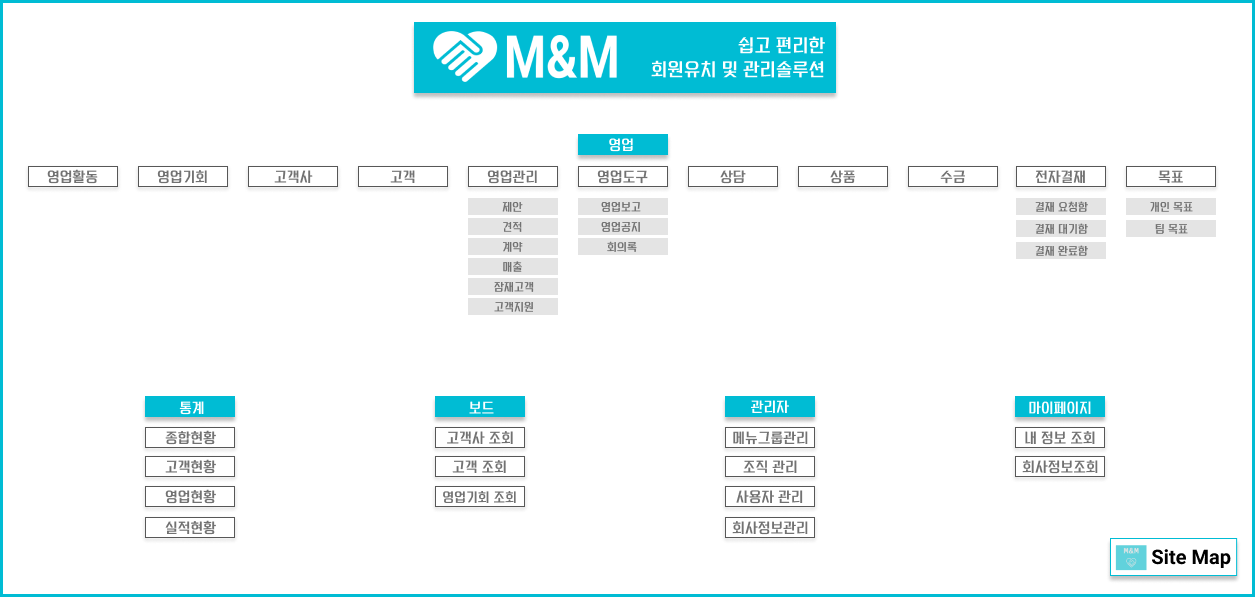 M&M
쉽고 편리한
회원유치 및 관리솔루션
영업
영업활동
영업기회
고객사
고객
영업관리
영업도구
상담
상품
수금
전자결재
목표
제안
견적
계약
매출
잠재고객
고객지원
영업보고
영업공지
회의록
결재 요청함
결재 대기함
결재 완료함
개인 목표
팀 목표
통계
종합현황
고객현황
영업현황
실적현황
보드
고객사 조회
고객 조회
영업기회 조회
관리자
메뉴그룹관리
조직 관리
사용자 관리
회사정보관리
마이페이지
내 정보 조회
회사정보조회
M&M
Site Map